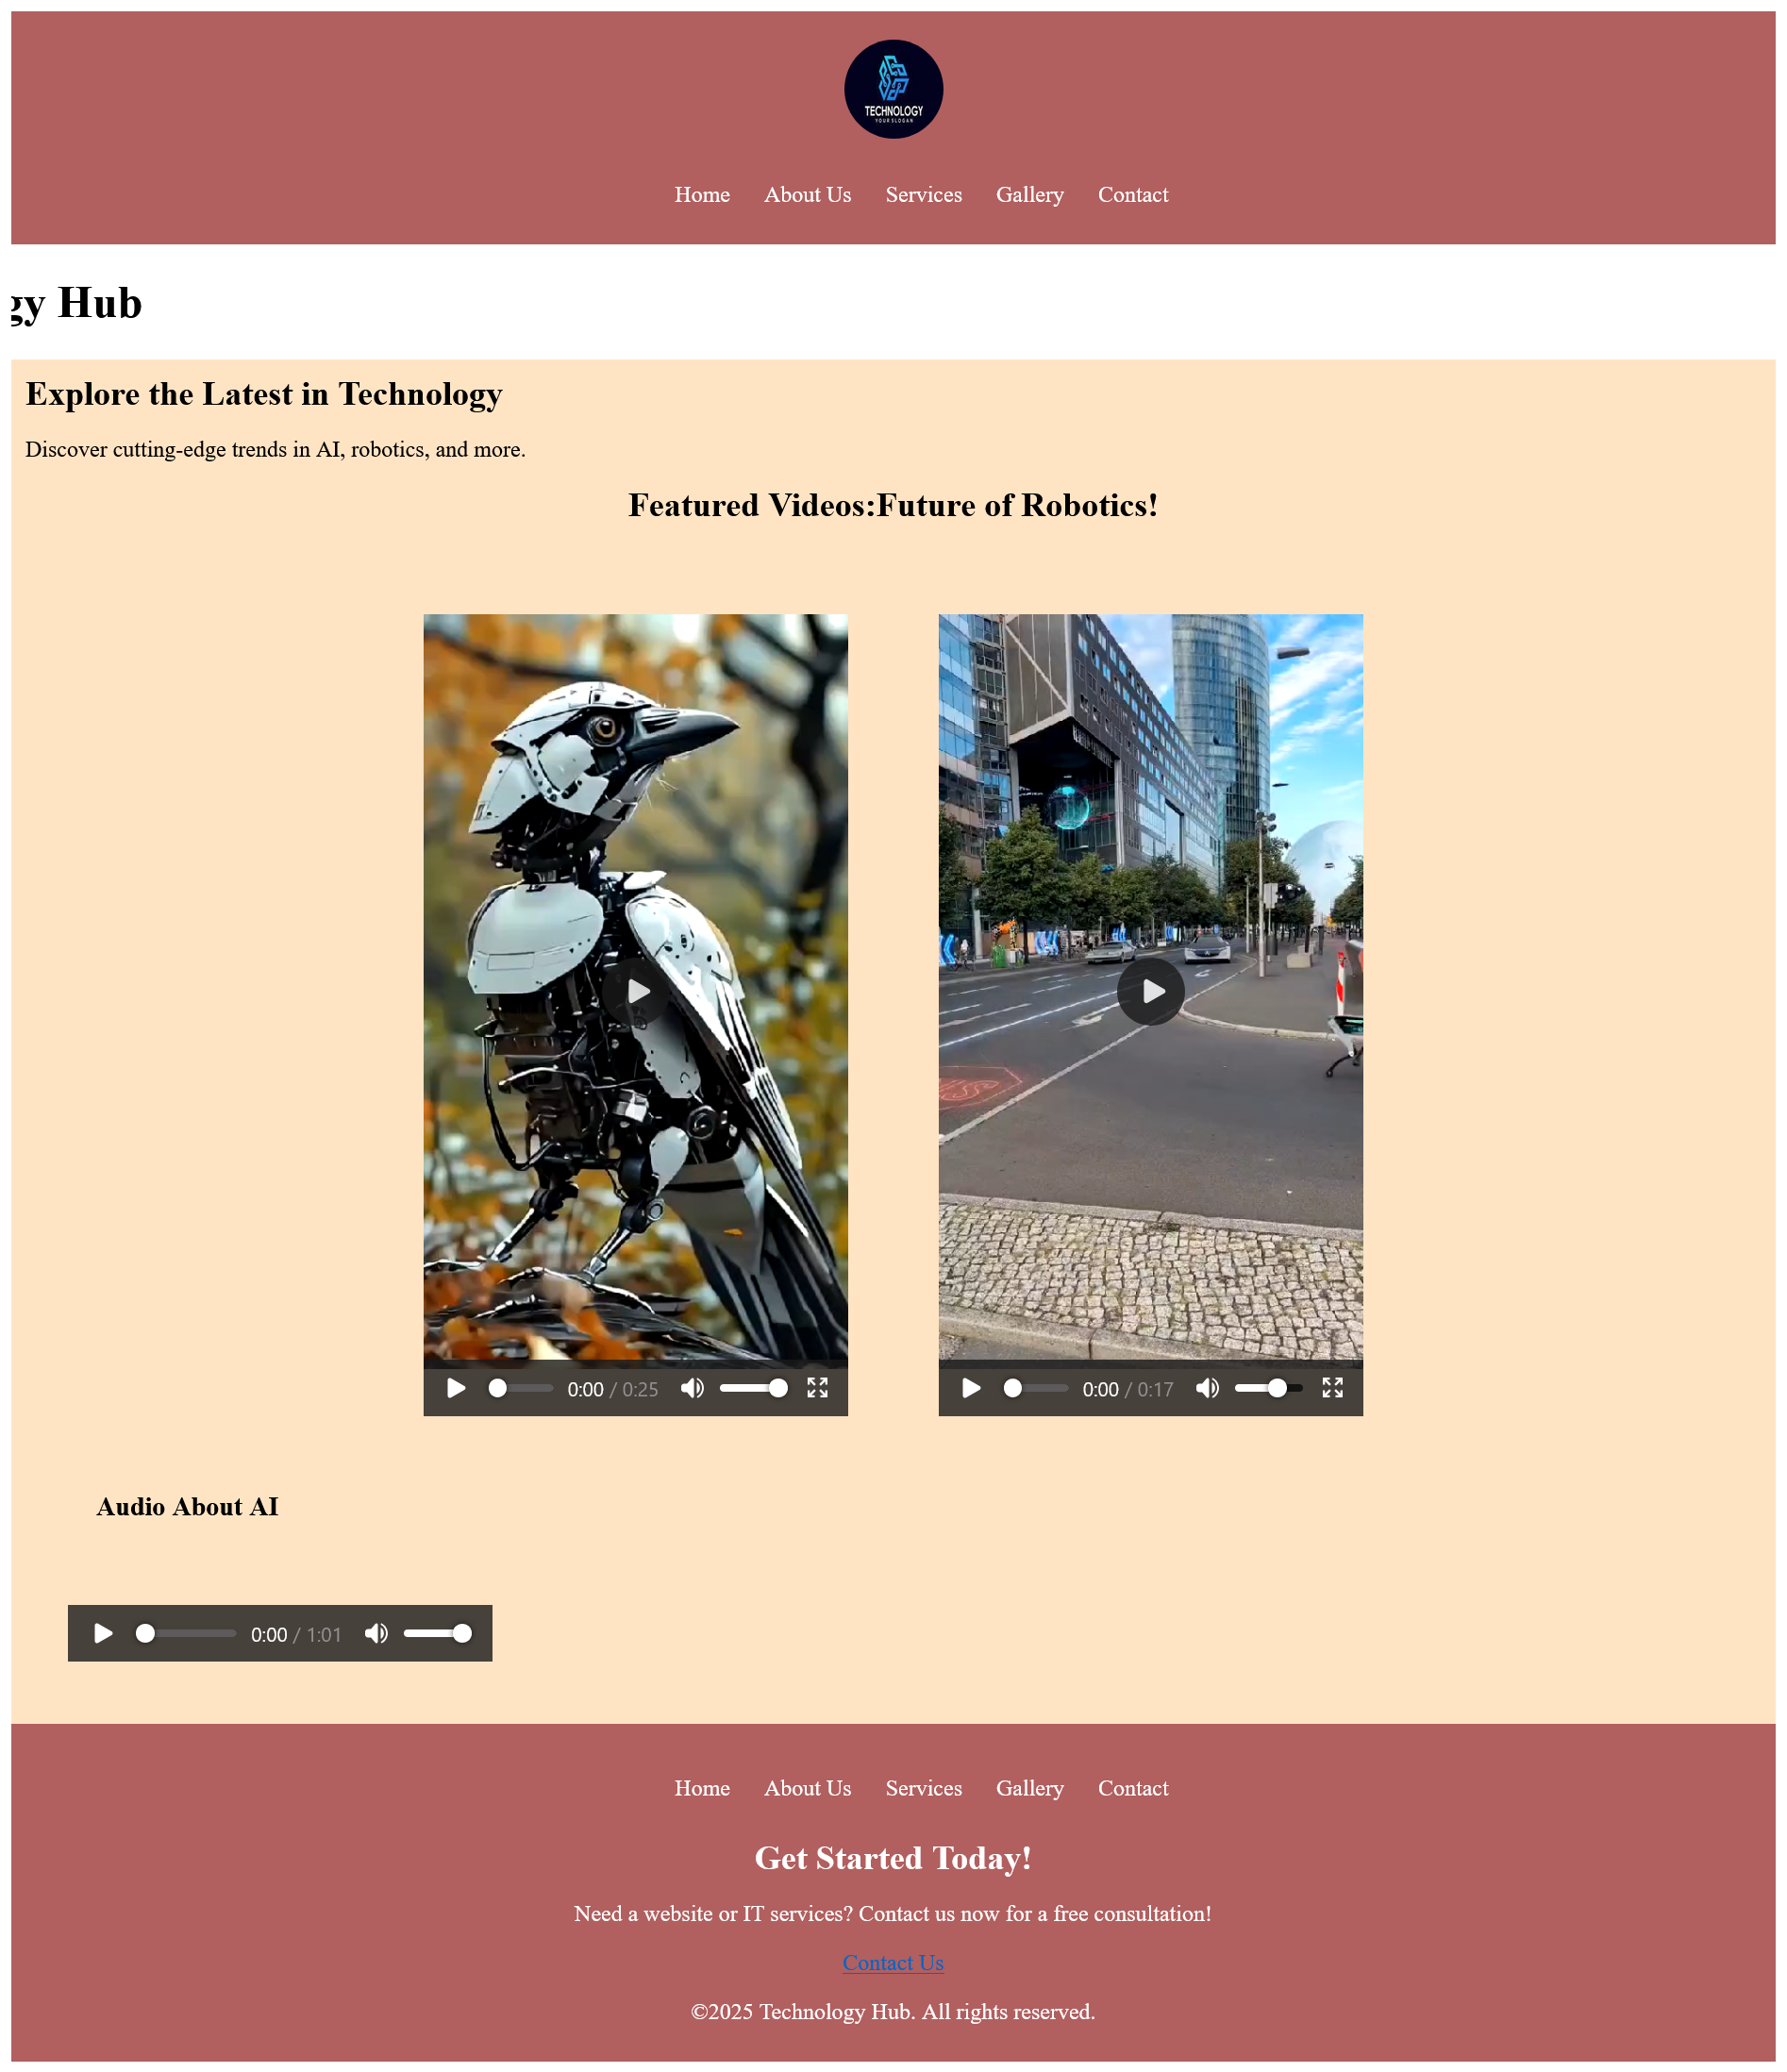 TECHNOLOGY
YOUR SLOGAN
Home About Us Services Gallery Contact
gy Hub
Explore the Latest in Technology
Discover cutting-edge trends in AI, robotics, and more.
Featured Videos:Future of Robotics!
0:00 / 0:25
0:00 / 0:17
Audio About AI
0:00 / 1:01
Home About Us Services Gallery Contact
Get Started Today!
Need a website or IT services? Contact us now for a free consultation!
Contact Us
©2025 Technology Hub. All rights reserved.